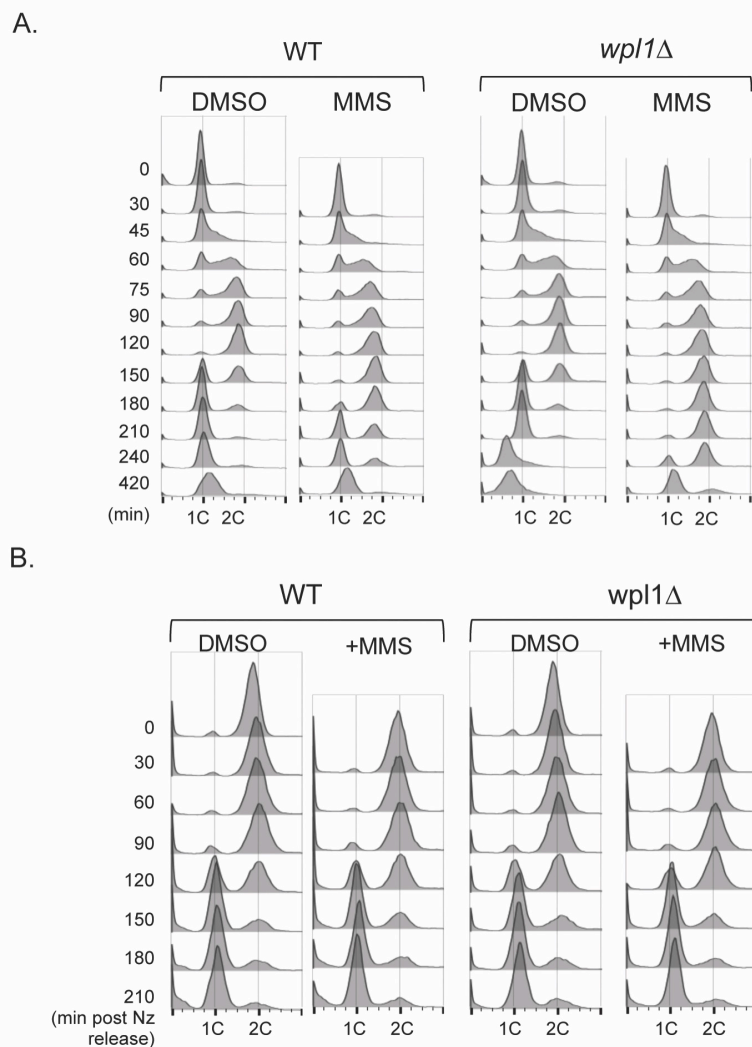 A.
WT wpl1Δ
DMSO MMS DMSO MMS
0
30
45
60
75
90
120
150
180
210
240
420
(min) 1C 2C 1C 2C 1C 2C 1C 2C
B.
WT wpl1Δ
DMSO +MMS DMSO +MMS
0
30
60
90
120
150
180
210
(min post Nz 1C 2C 1C 2C 1C 2C 1C 2C
release)